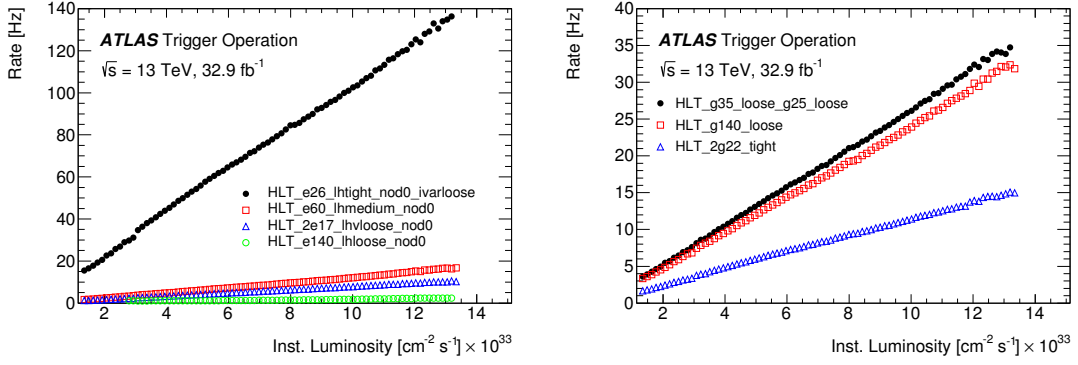 Rate [Hz]
140
120
100
80
60
40
20
0
ATLAS Trigger Operation
√s = 13 TeV, 32.9 fb⁻¹
HLT_e26_lhtight_nod0_ivarloose
HLT_e60_lhmedium_nod0
HLT_2e17_lhvloose_nod0
HLT_e140_lhloose_nod0
2 4 6 8 10 12 14
Inst. Luminosity [cm⁻² s⁻¹] × 10³³
Rate [Hz]
40
35
30
25
20
15
10
5
0
ATLAS Trigger Operation
√s = 13 TeV, 32.9 fb⁻¹
HLT_g35_loose_g25_loose
HLT_g140_loose
HLT_2g22_tight
2 4 6 8 10 12 14
Inst. Luminosity [cm⁻² s⁻¹] × 10³³